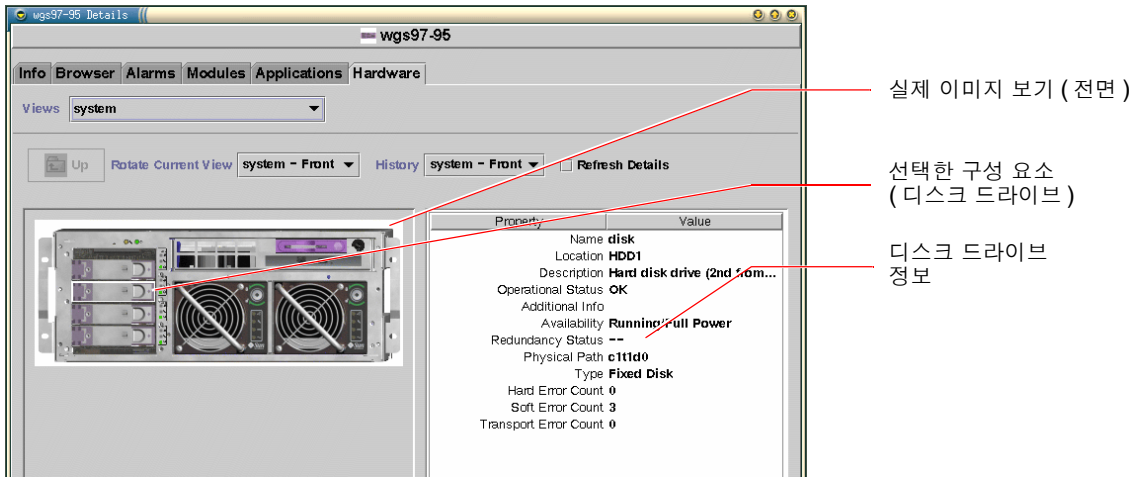 wgs97-95 Details
wgs97-95
Info Browser Alarms Modules Applications Hardware
Views system
Up Rotate Current View system - Front History system - Front Refresh Details
Property Value
Name disk
Location HDD1
Description Hard disk drive (2nd from...
Operational Status OK
Additional Info
Availability Running/Full Power
Redundancy Status --
Physical Path c1t1d0
Type Fixed Disk
Hard Error Count 0
Soft Error Count 3
Transport Error Count 0
실제 이미지 보기 ( 전면 )
선택한 구성 요소
( 디스크 드라이브 )
디스크 드라이브
정보